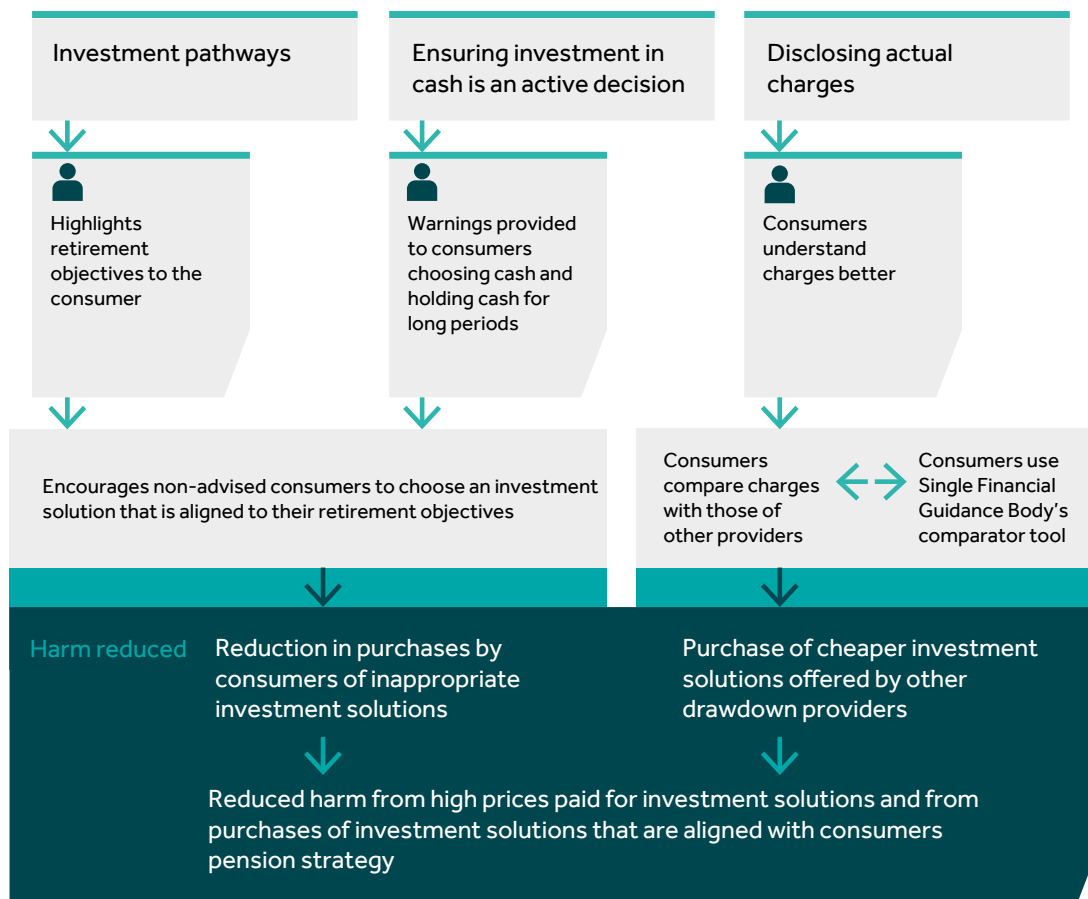 Investment pathways
Ensuring investment in
cash is an active decision
Disclosing actual
charges
Highlights
retirement
objectives to the
consumer
Warnings provided
to consumers
choosing cash and
holding cash for
long periods
Consumers
understand
charges better
Encourages non-advised consumers to choose an investment
solution that is aligned to their retirement objectives
Consumers
compare charges
with those of
other providers
Consumers use
Single Financial
Guidance Body's
comparator tool
Harm reduced
Reduction in purchases by
consumers of inappropriate
investment solutions
Purchase of cheaper investment
solutions offered by other
drawdown providers
Reduced harm from high prices paid for investment solutions and from
purchases of investment solutions that are aligned with consumers
pension strategy